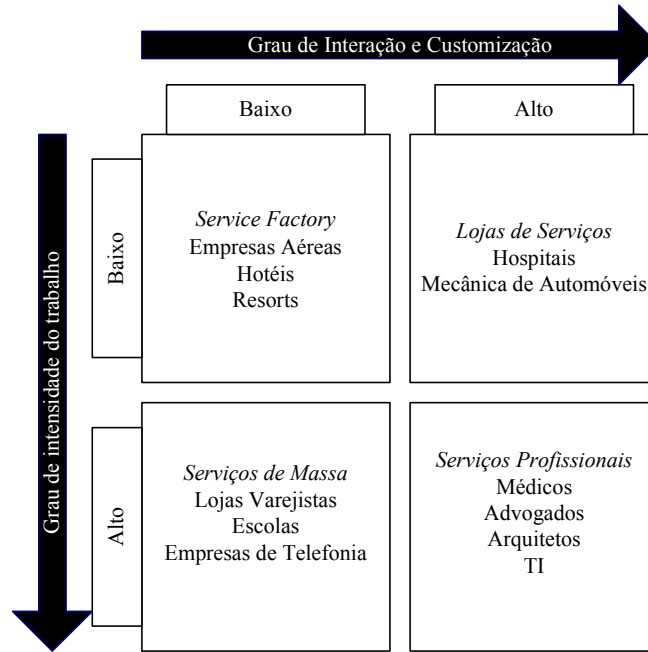 Grau de Interação e Customização
Baixo
Alto
Grau de intensidade do trabalho
Baixo
Service Factory
Empresas Aéreas
Hotéis
Resorts
Lojas de Serviços
Hospitais
Mecânica de Automóveis
Alto
Serviços de Massa
Lojas Varejistas
Escolas
Empresas de Telefonia
Serviços Profissionais
Médicos
Advogados
Arquitetos
TI